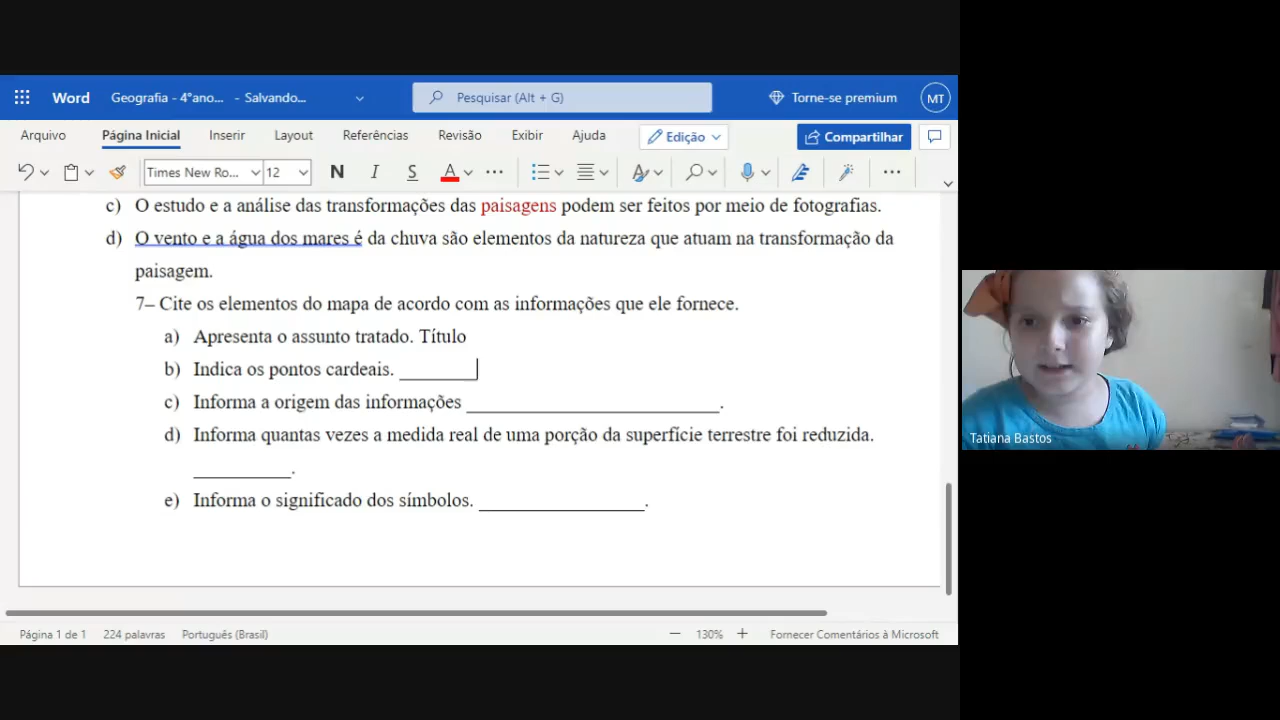 Word Geografia - 4°ano... - Salvando... Pesquisar (Alt + G) Torne-se premium MT
Arquivo Página Inicial Inserir Layout Referências Revisão Exibir Ajuda Edição Compartilhar
Times New Ro... 12 N I S A ...
c) O estudo e a análise das transformações das paisagens podem ser feitos por meio de fotografias.
d) O vento e a água dos mares é da chuva são elementos da natureza que atuam na transformação da
paisagem.
7– Cite os elementos do mapa de acordo com as informações que ele fornece.
a) Apresenta o assunto tratado. Título
b) Indica os pontos cardeais. ________
c) Informa a origem das informações __________________________.
d) Informa quantas vezes a medida real de uma porção da superfície terrestre foi reduzida.
__________.
e) Informa o significado dos símbolos. _________________.
Tatiana Bastos
Página 1 de 1 224 palavras Português (Brasil) — 130% + Fornecer Comentários à Microsoft